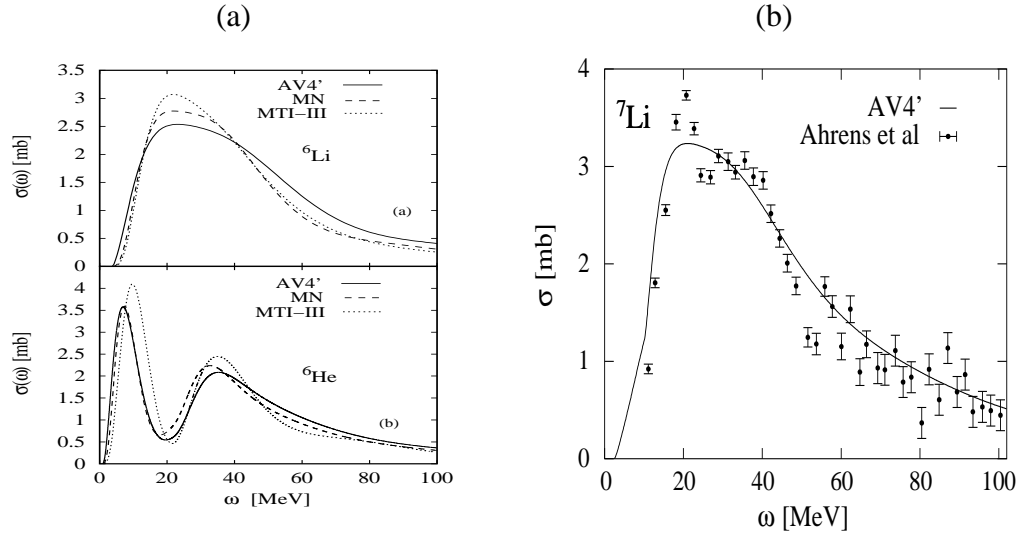 (a)
3.5
3
2.5
2
1.5
1
0.5
0
σ(ω) [mb]
AV4'
MN
MTI−III
⁶Li
(a)
4
3.5
3
2.5
2
1.5
1
0.5
0
σ(ω) [mb]
AV4'
MN
MTI−III
⁶He
(b)
0 20 40 60 80 100
ω [MeV]
(b)
4
3
2
1
0
σ [mb]
⁷Li
AV4'
Ahrens et al
0 20 40 60 80 100
ω [MeV]